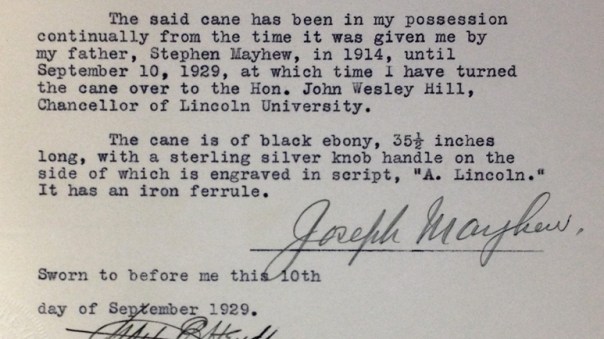 The said cane has been in my possession
continually from the time it was given me by
my father, Stephen Mayhew, in 1914, until
September 10, 1929, at which time I have turned
the cane over to the Hon. John Wesley Hill,
Chancellor of Lincoln University.
The cane is of black ebony, 35½ inches
long, with a sterling silver knob handle on the
side of which is engraved in script, "A. Lincoln."
It has an iron ferrule.
Joseph Mayhew.
Sworn to before me this 10th
day of September 1929.